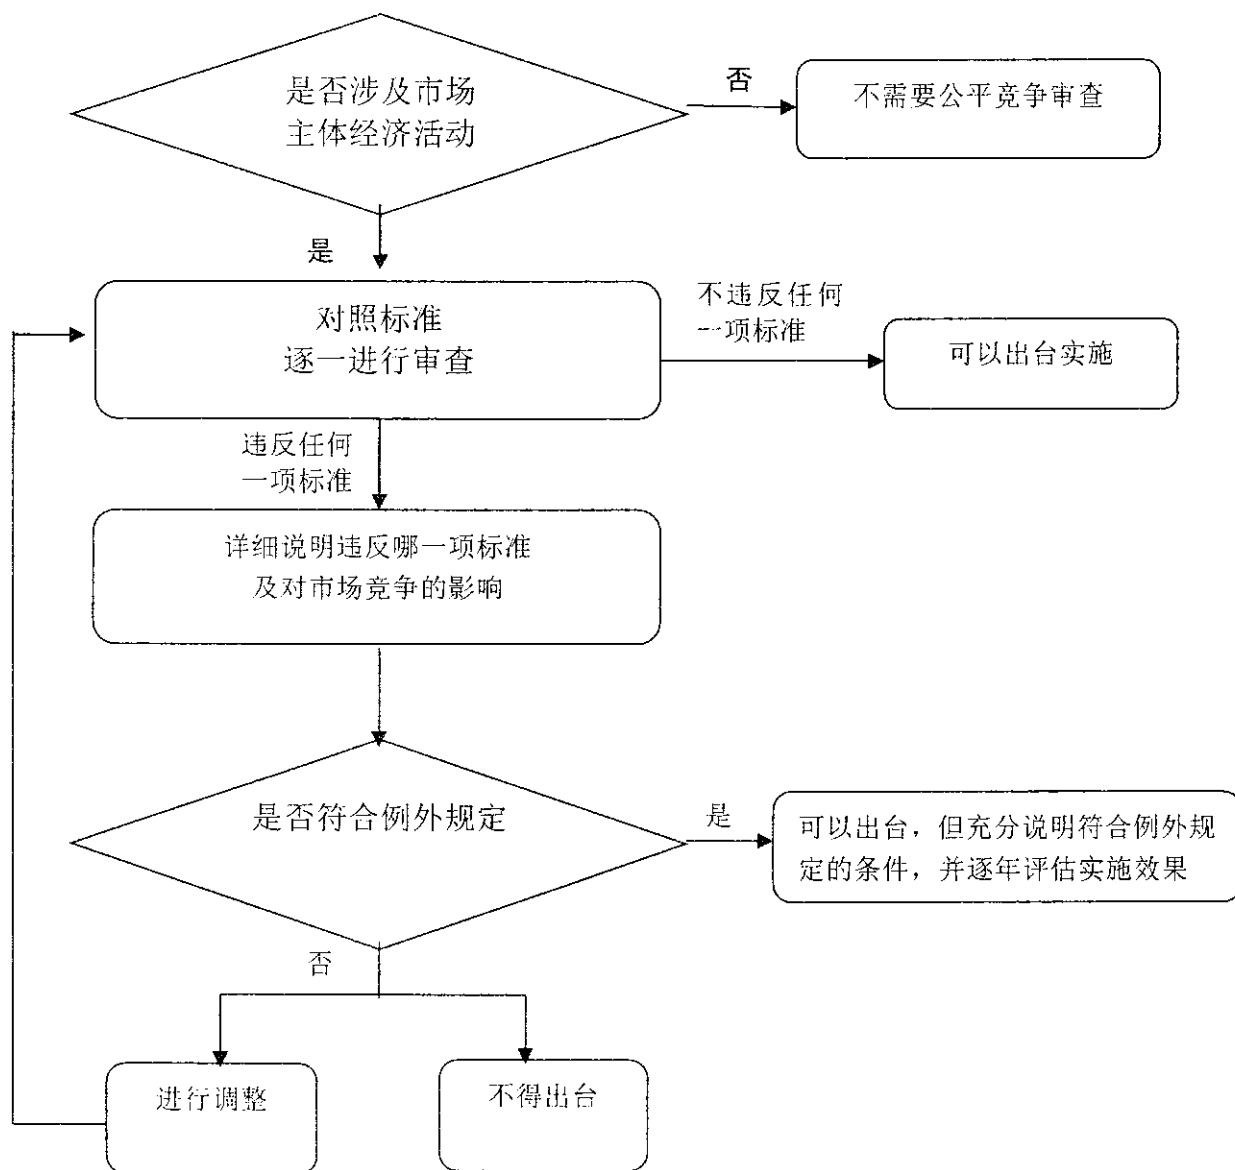 是否涉及市场
主体经济活动
否
不需要公平竞争审查
是
对照标准
逐一进行审查
不违反任何
一项标准
可以出台实施
违反任何
一项标准
详细说明违反哪一项标准
及对市场竞争的影响
是否符合例外规定
是
可以出台，但充分说明符合例外规
定的条件，并逐年评估实施效果
否
进行调整
不得出台